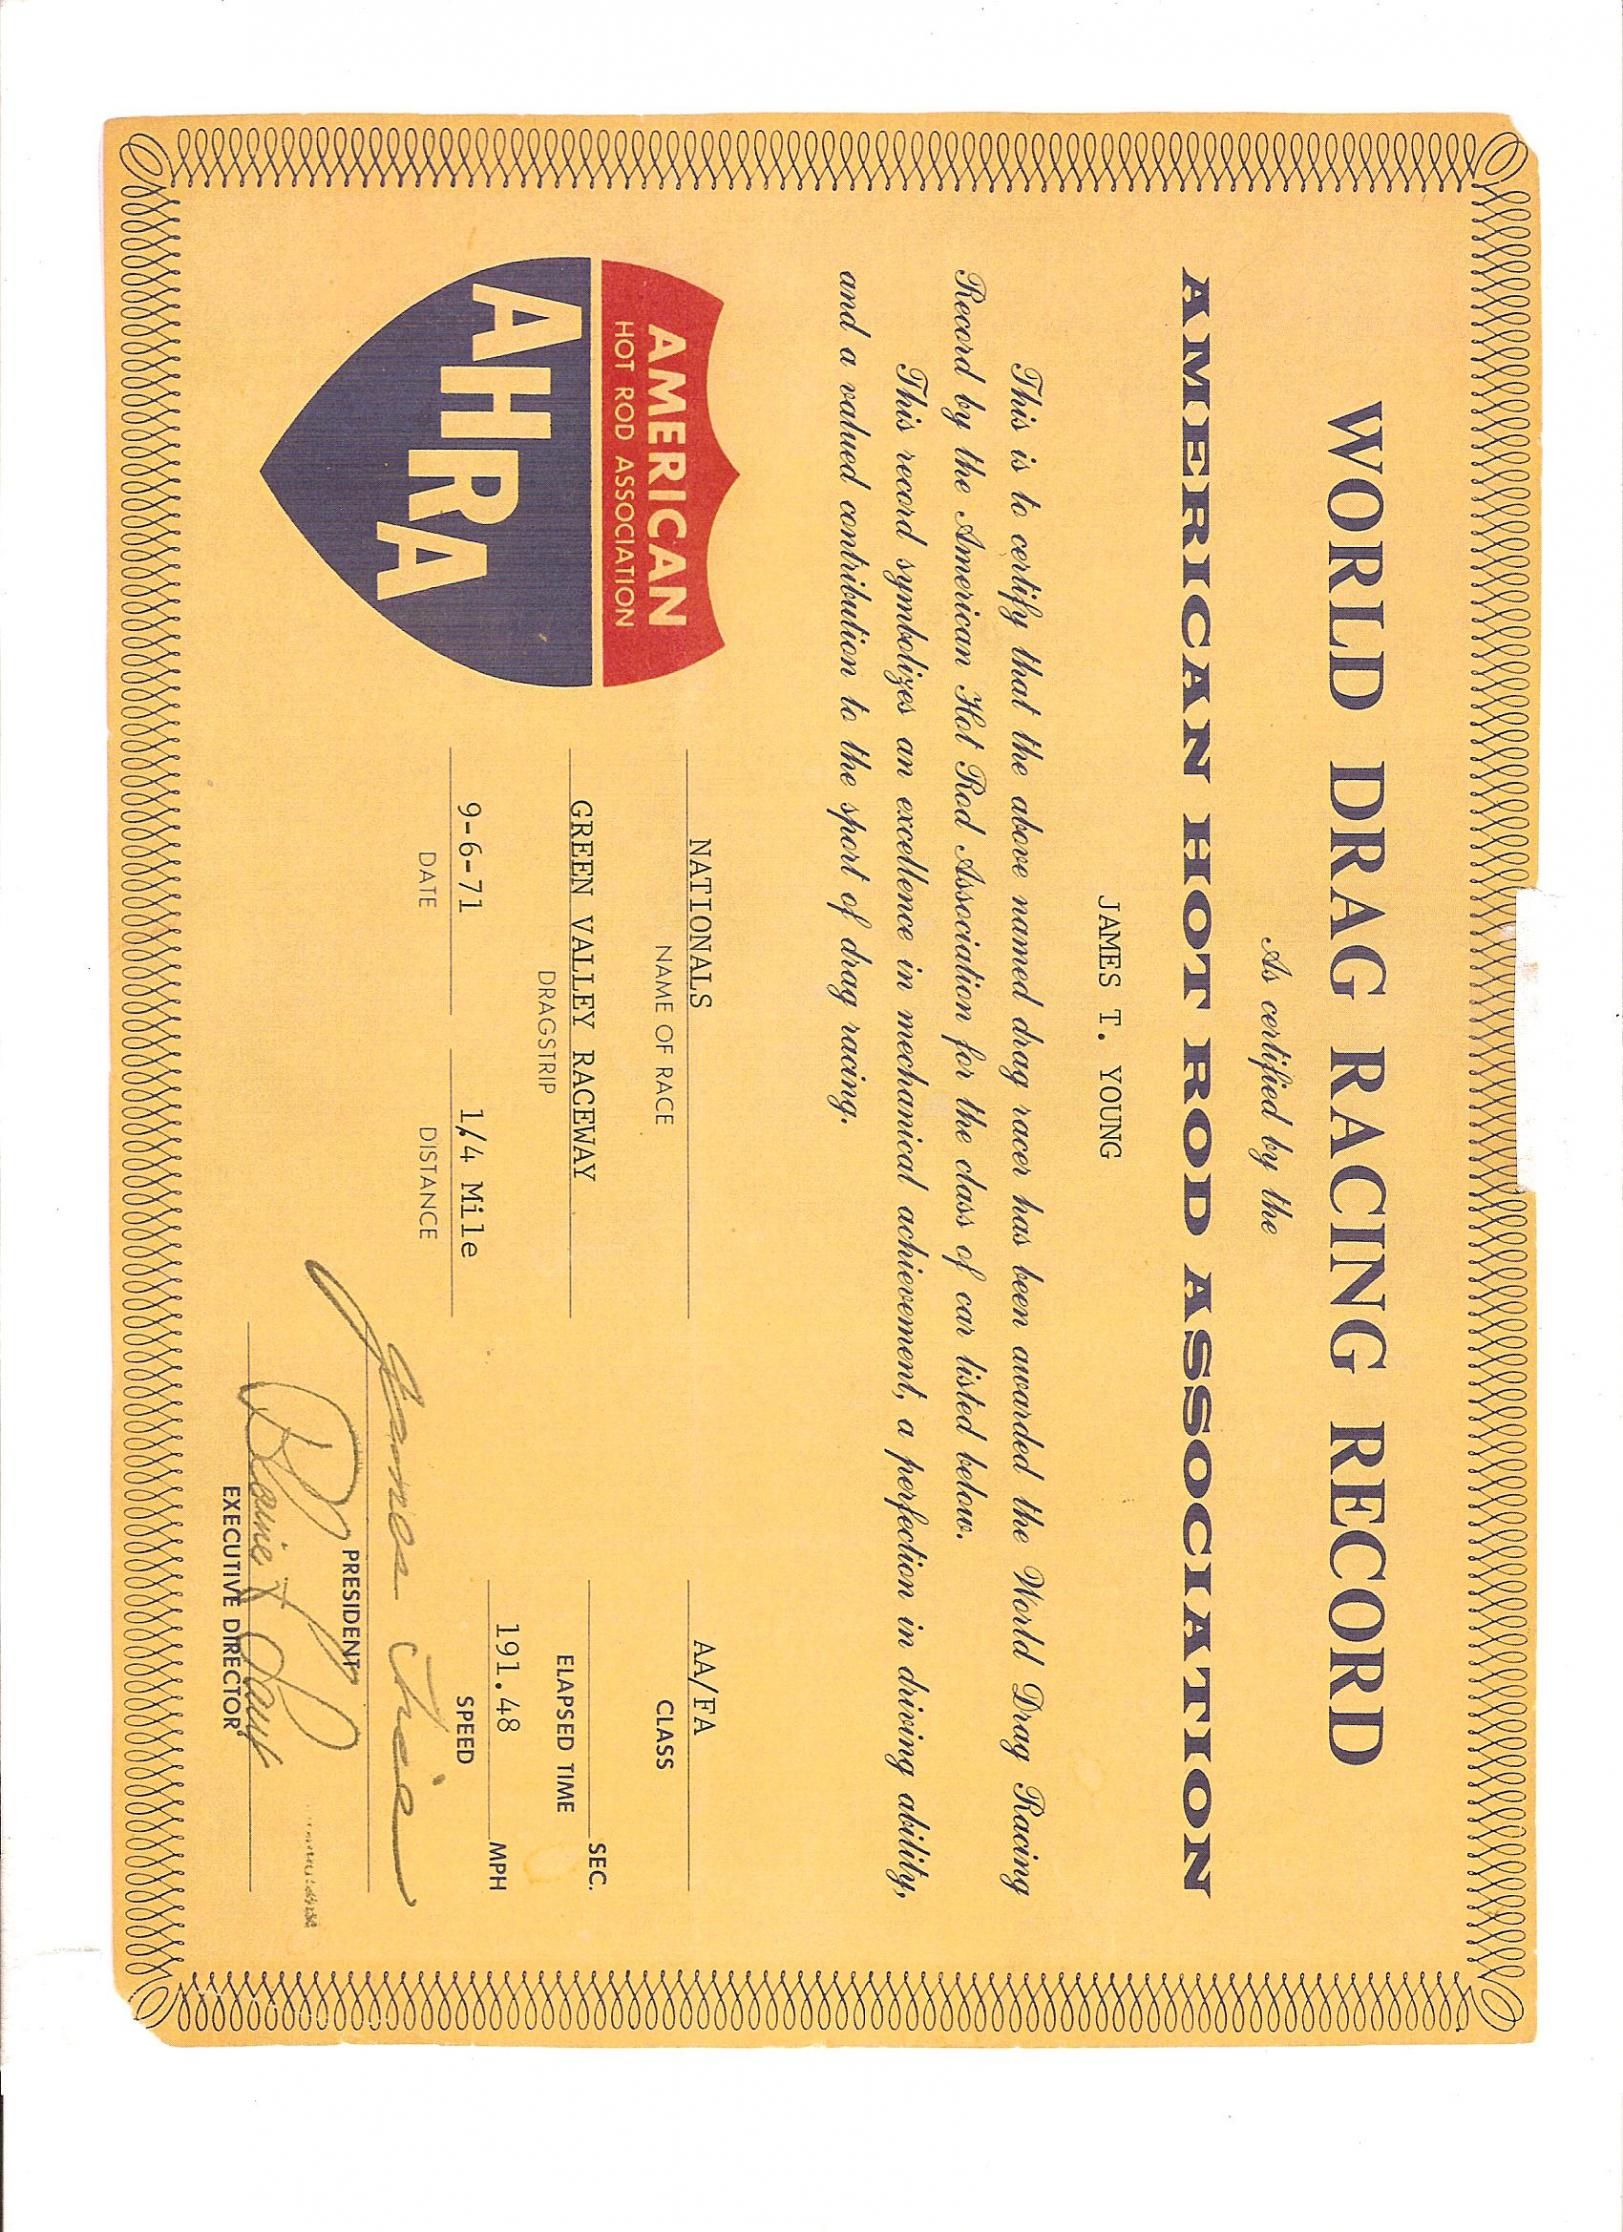 WORLD DRAG RACING RECORD
As certified by the
AMERICAN HOT ROD ASSOCIATION
JAMES T. YOUNG
This is to certify that the above named drag racer has been awarded the World Drag Racing
Record by the American Hot Rod Association for the class of car listed below.
This record symbolizes an excellence in mechanical achievement, a perfection in driving ability,
and a valued contribution to the sport of drag racing.
AMERICAN
HOT ROD ASSOCIATION
AHRA
NATIONALS
NAME OF RACE
GREEN VALLEY RACEWAY
DRAGSTRIP
9-6-71
DATE
1/4 Mile
DISTANCE
AA/FA
CLASS
SEC.
ELAPSED TIME
191.48 MPH
SPEED
James Tice
PRESIDENT
EXECUTIVE DIRECTOR